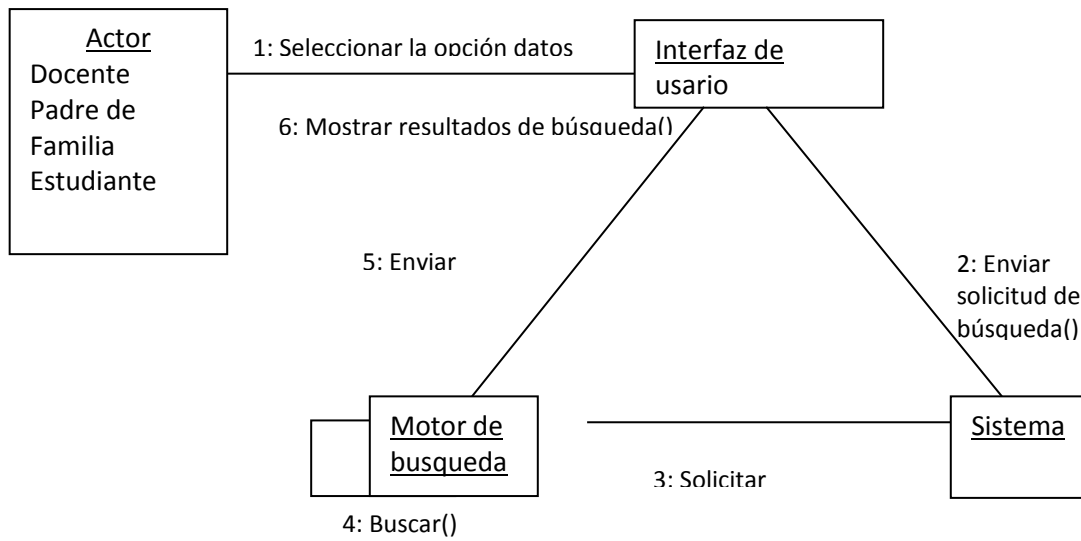 Actor
Docente
Padre de
Familia
Estudiante
1: Seleccionar la opción datos
Interfaz de
usario
6: Mostrar resultados de búsqueda()
5: Enviar
2: Enviar
solicitud de
búsqueda()
Motor de
busqueda
Sistema
3: Solicitar
4: Buscar()